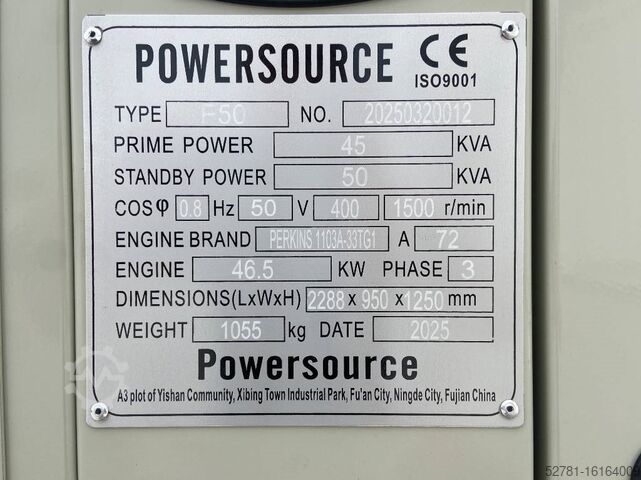 POWERSOURCE CE
ISO9001
TYPE P50 NO. 20250320012
PRIME POWER 45 KVA
STANDBY POWER 50 KVA
COSφ 0.8 Hz 50 V 400 1500 r/min
ENGINE BRAND PERKINS 1103A-33TG1 A 72
ENGINE 46.5 KW PHASE 3
DIMENSIONS(LxWxH) 2288 x 950 x 1250 mm
WEIGHT 1055 kg DATE 2025
Powersource
A3 plot of Yishan Community, Xibing Town Industrial Park, Fu'an City, Ningde City, Fujian China
52781-16164009